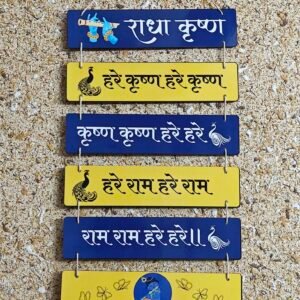 राधा कृष्ण
हरे कृष्ण हरे कृष्ण
कृष्ण कृष्ण हरे हरे
हरे राम हरे राम
राम राम हरे हरे॥